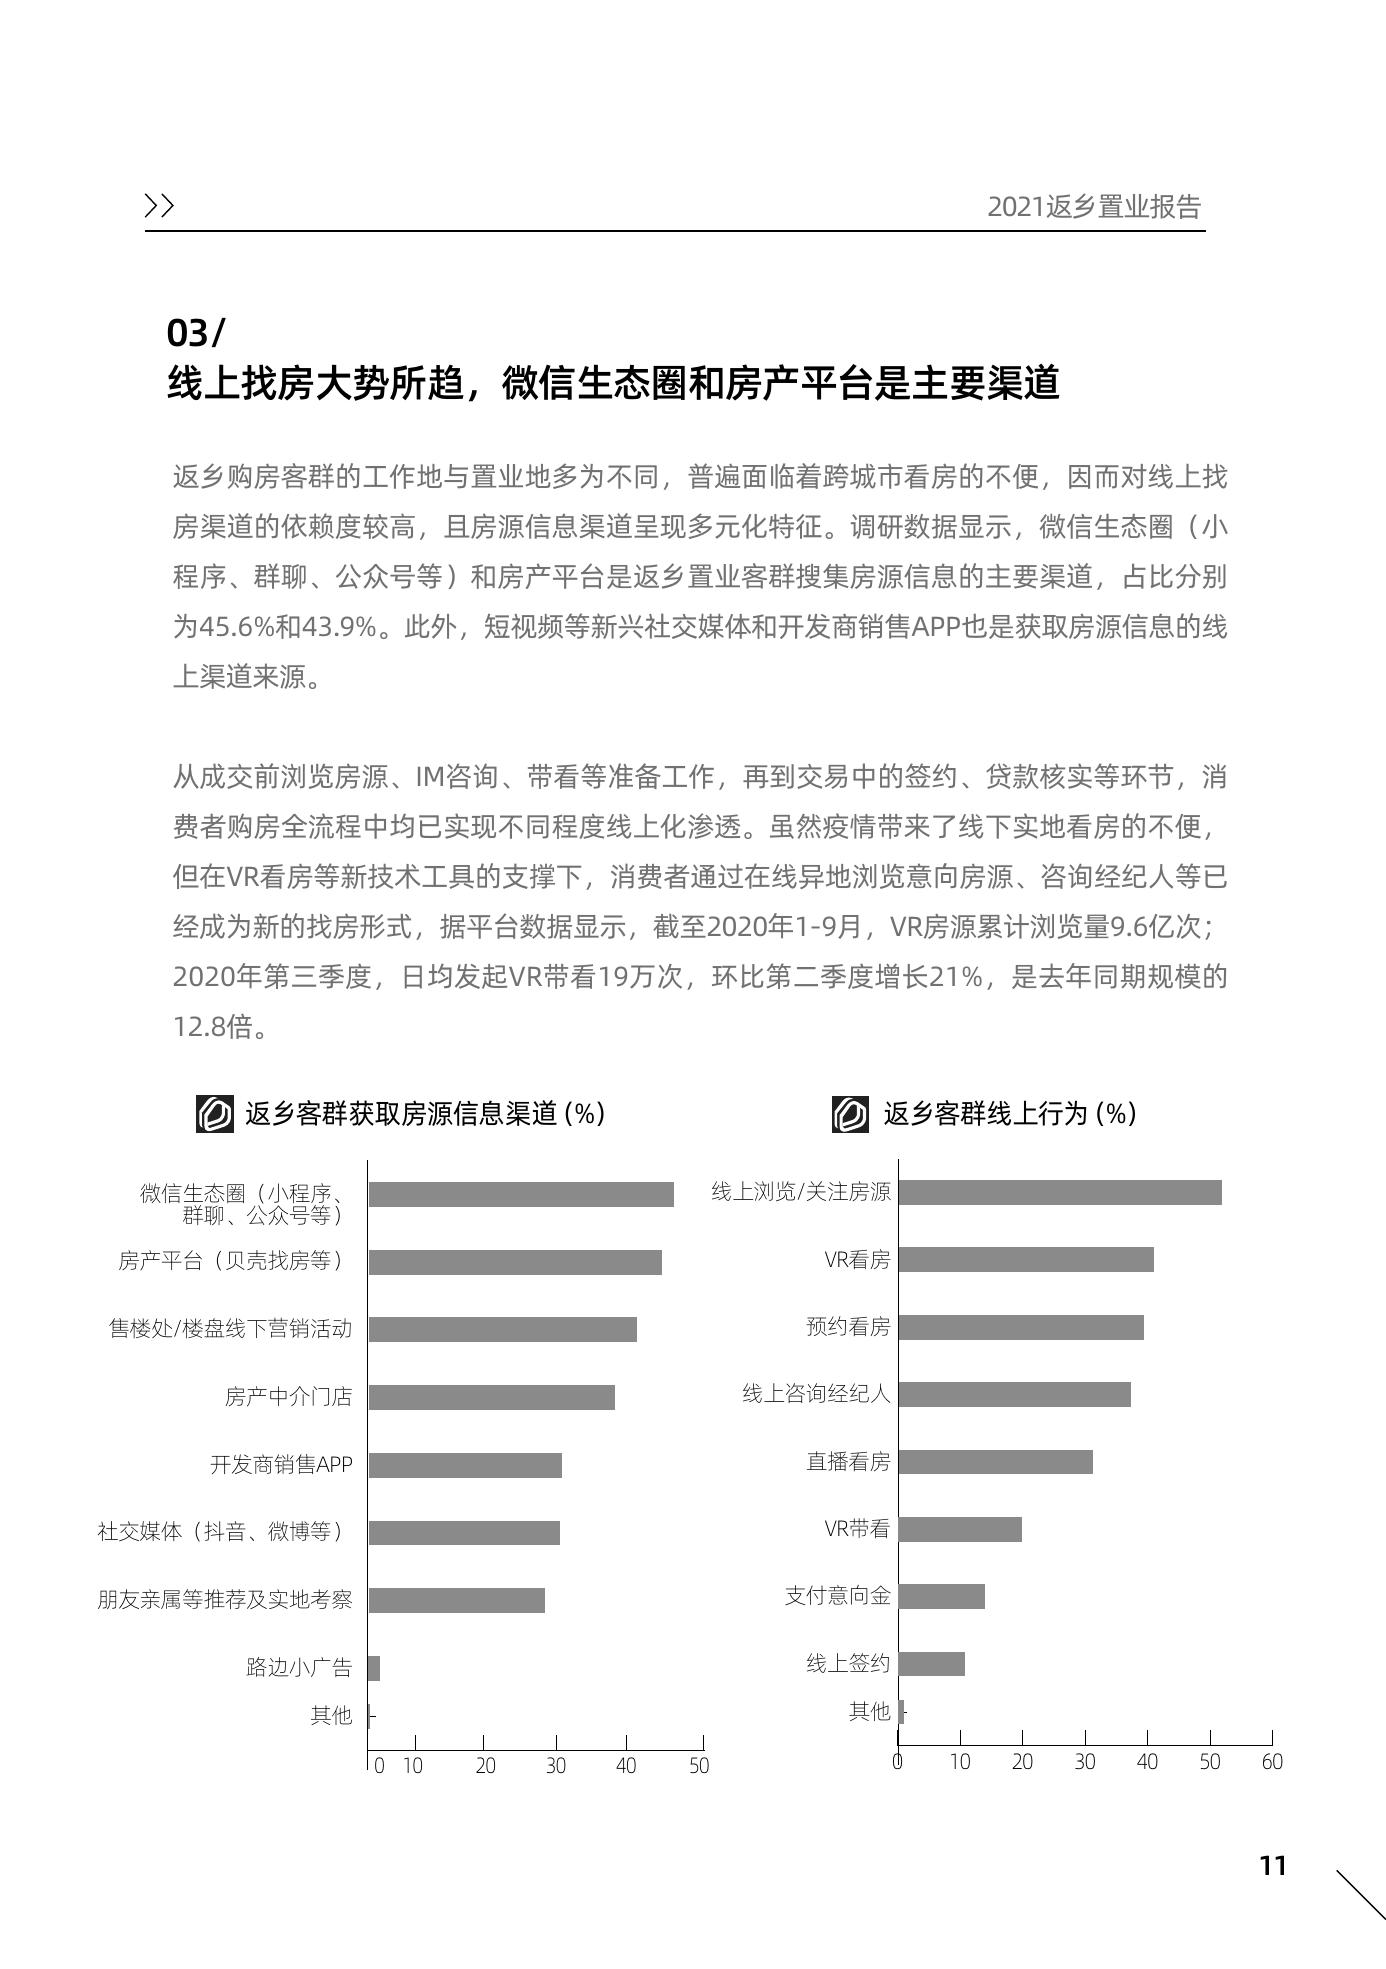 2021返乡置业报告
03/
线上找房大势所趋，微信生态圈和房产平台是主要渠道
返乡购房客群的工作地与置业地多为不同，普遍面临着跨城市看房的不便，因而对线上找
房渠道的依赖度较高，且房源信息渠道呈现多元化特征。调研数据显示，微信生态圈（小
程序、群聊、公众号等）和房产平台是返乡置业客群搜集房源信息的主要渠道，占比分别
为45.6%和43.9%。此外，短视频等新兴社交媒体和开发商销售APP也是获取房源信息的线
上渠道来源。
从成交前浏览房源、IM咨询、带看等准备工作，再到交易中的签约、贷款核实等环节，消
费者购房全流程中均已实现不同程度线上化渗透。虽然疫情带来了线下实地看房的不便，
但在VR看房等新技术工具的支撑下，消费者通过在线异地浏览意向房源、咨询经纪人等已
经成为新的找房形式，据平台数据显示，截至2020年1-9月，VR房源累计浏览量9.6亿次；
2020年第三季度，日均发起VR带看19万次，环比第二季度增长21%，是去年同期规模的
12.8倍。
返乡客群获取房源信息渠道 (%)
微信生态圈（小程序、
群聊、公众号等）
房产平台（贝壳找房等）
售楼处/楼盘线下营销活动
房产中介门店
开发商销售APP
社交媒体（抖音、微博等）
朋友亲属等推荐及实地考察
路边小广告
其他
0 10 20 30 40 50
返乡客群线上行为 (%)
线上浏览/关注房源
VR看房
预约看房
线上咨询经纪人
直播看房
VR带看
支付意向金
线上签约
其他
0 10 20 30 40 50 60
11